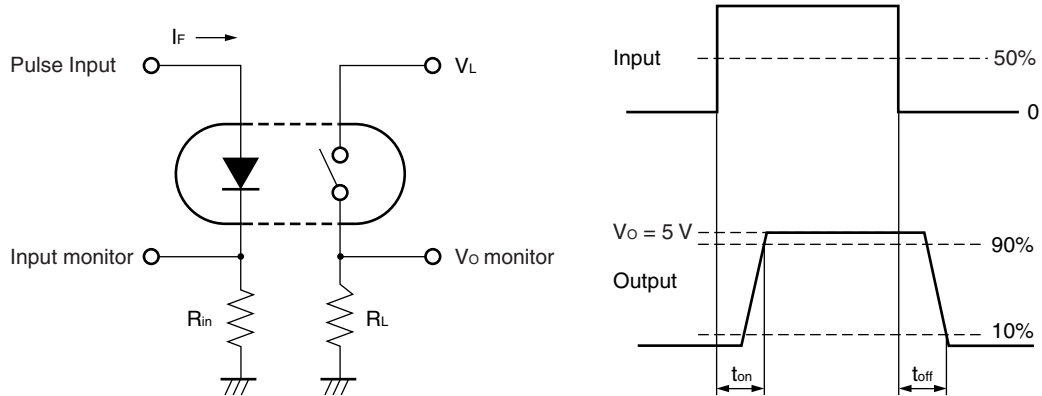 IF
Pulse Input
VL
Input monitor
VO monitor
Rin
RL
Input
50%
0
VO = 5 V
90%
Output
10%
ton
toff